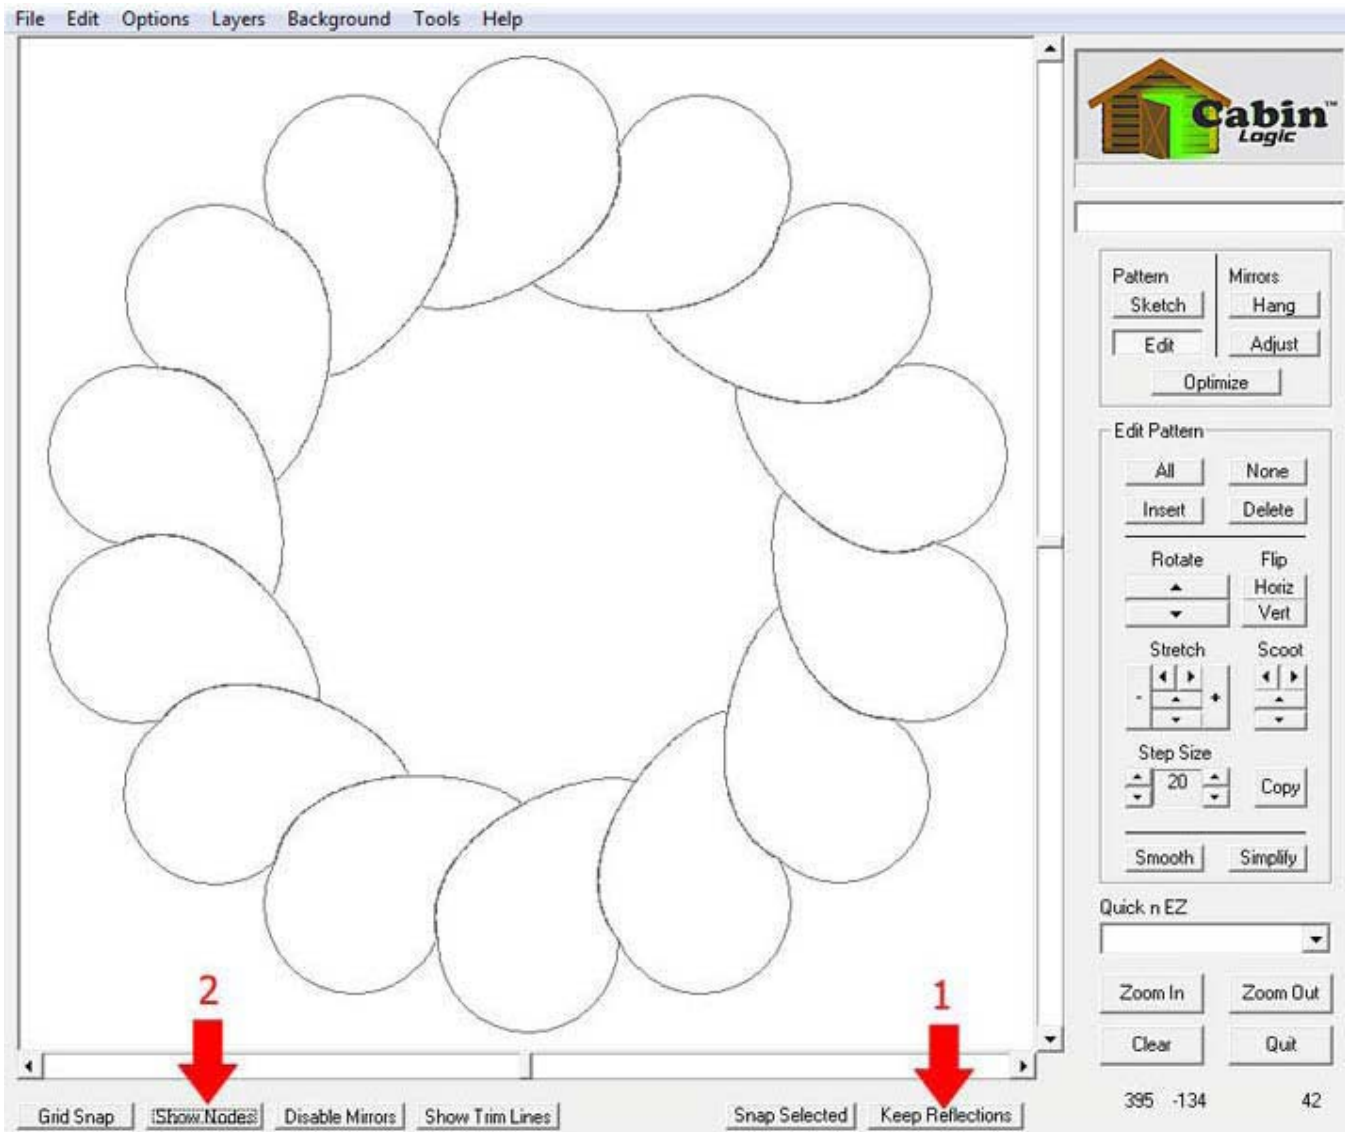 File Edit Options Layers Background Tools Help
Cabin™
Logic
Pattern Mirrors
Sketch Hang
Edit Adjust
Optimize
Edit Pattern
All None
Insert Delete
Rotate Flip
Horiz
Vert
Stretch Scoot
- +
Step Size
20 Copy
Smooth Simplify
Quick n EZ
Zoom In Zoom Out
Clear Quit
395 -134 42
2 1
Grid Snap Show Nodes Disable Mirrors Show Trim Lines Snap Selected Keep Reflections